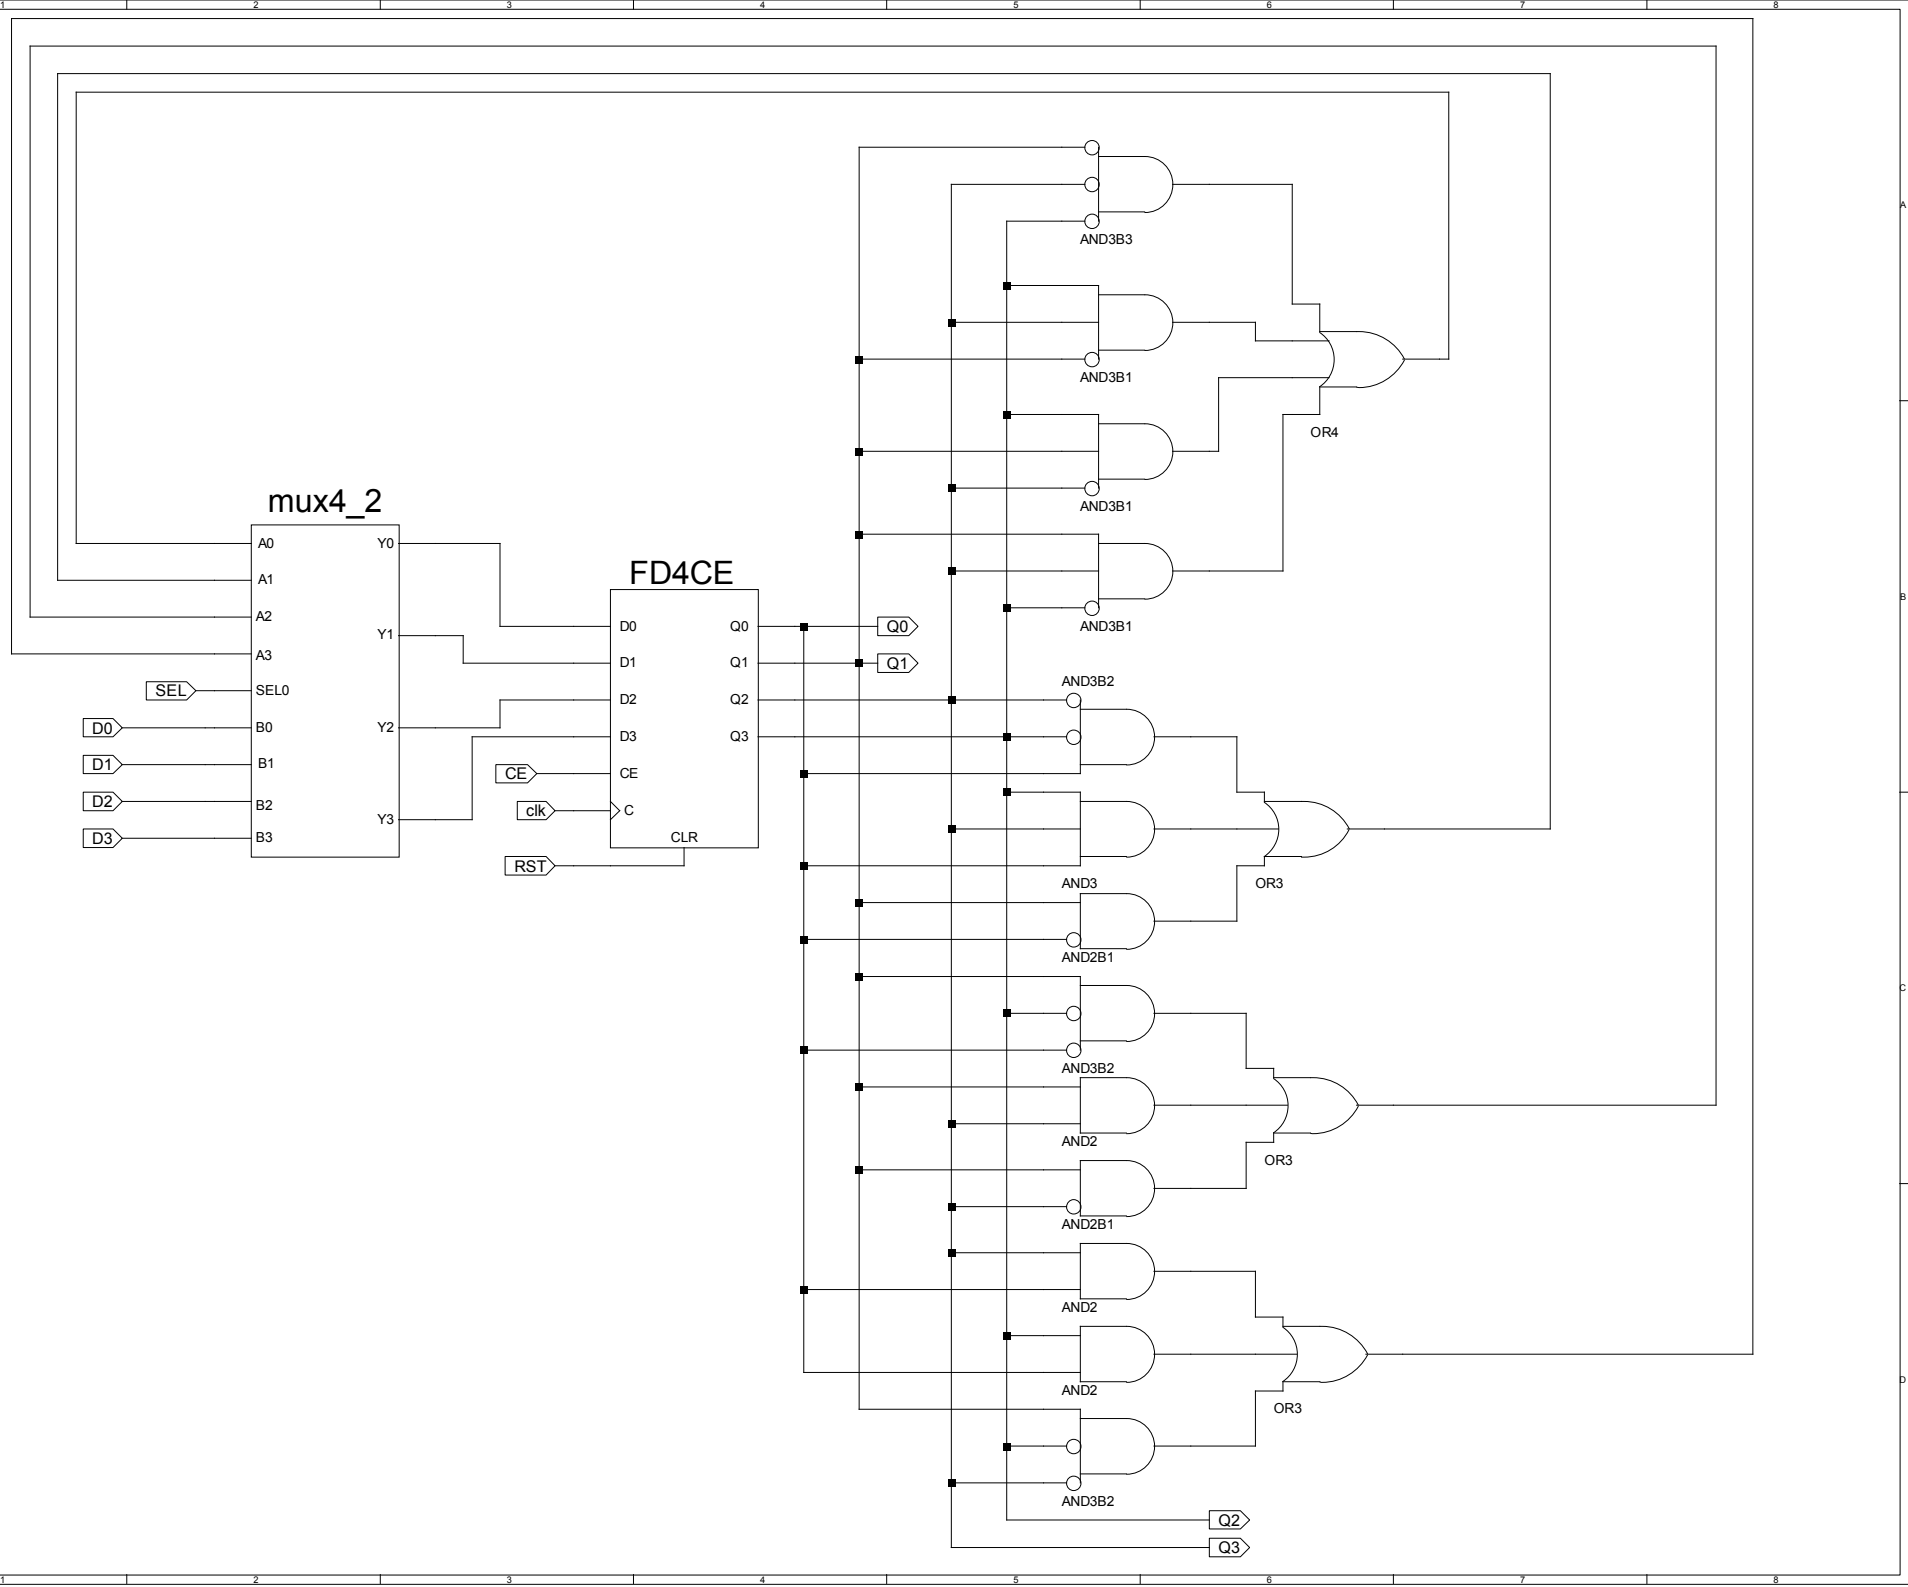 1 2 3 4 5 6 7 8
AND3B3
A
AND3B1
OR4
mux4_2
AND3B1
A0 Y0
FD4CE
A1
B
A2 D0 Q0 Q0
AND3B1
Y1
A3 D1 Q1 Q1
AND3B2
SEL SEL0
D2 Q2
D0 B0 Y2
D3 Q3
D1 B1
CE CE
D2 B2
clk C
Y3
D3 B3 CLR
RST
AND3
OR3
AND2B1
C
AND3B2
AND2
OR3
AND2B1
AND2
D
AND2
OR3
AND3B2
Q2
Q3
1 2 3 4 5 6 7 8